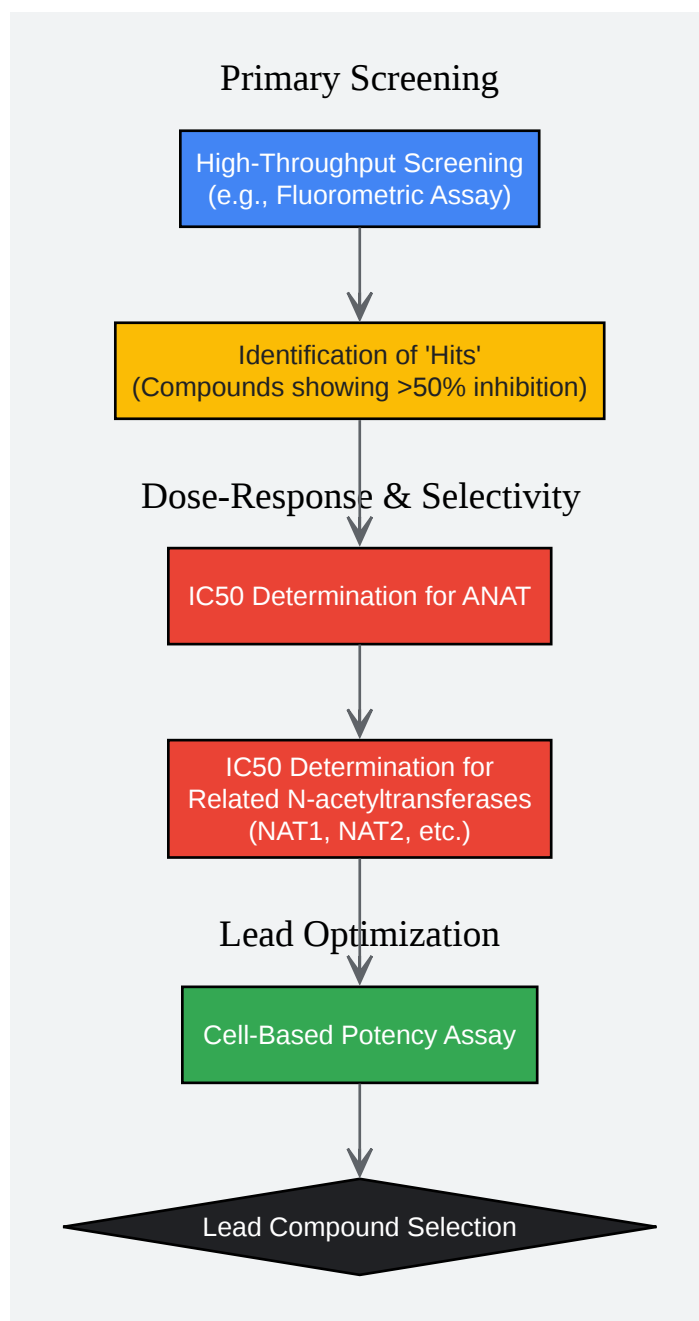 Primary Screening
High-Throughput Screening
(e.g., Fluorometric Assay)
Identification of 'Hits'
(Compounds showing >50% inhibition)
Dose-Response & Selectivity
IC50 Determination for ANAT
IC50 Determination for
Related N-acetyltransferases
(NAT1, NAT2, etc.)
Lead Optimization
Cell-Based Potency Assay
Lead Compound Selection